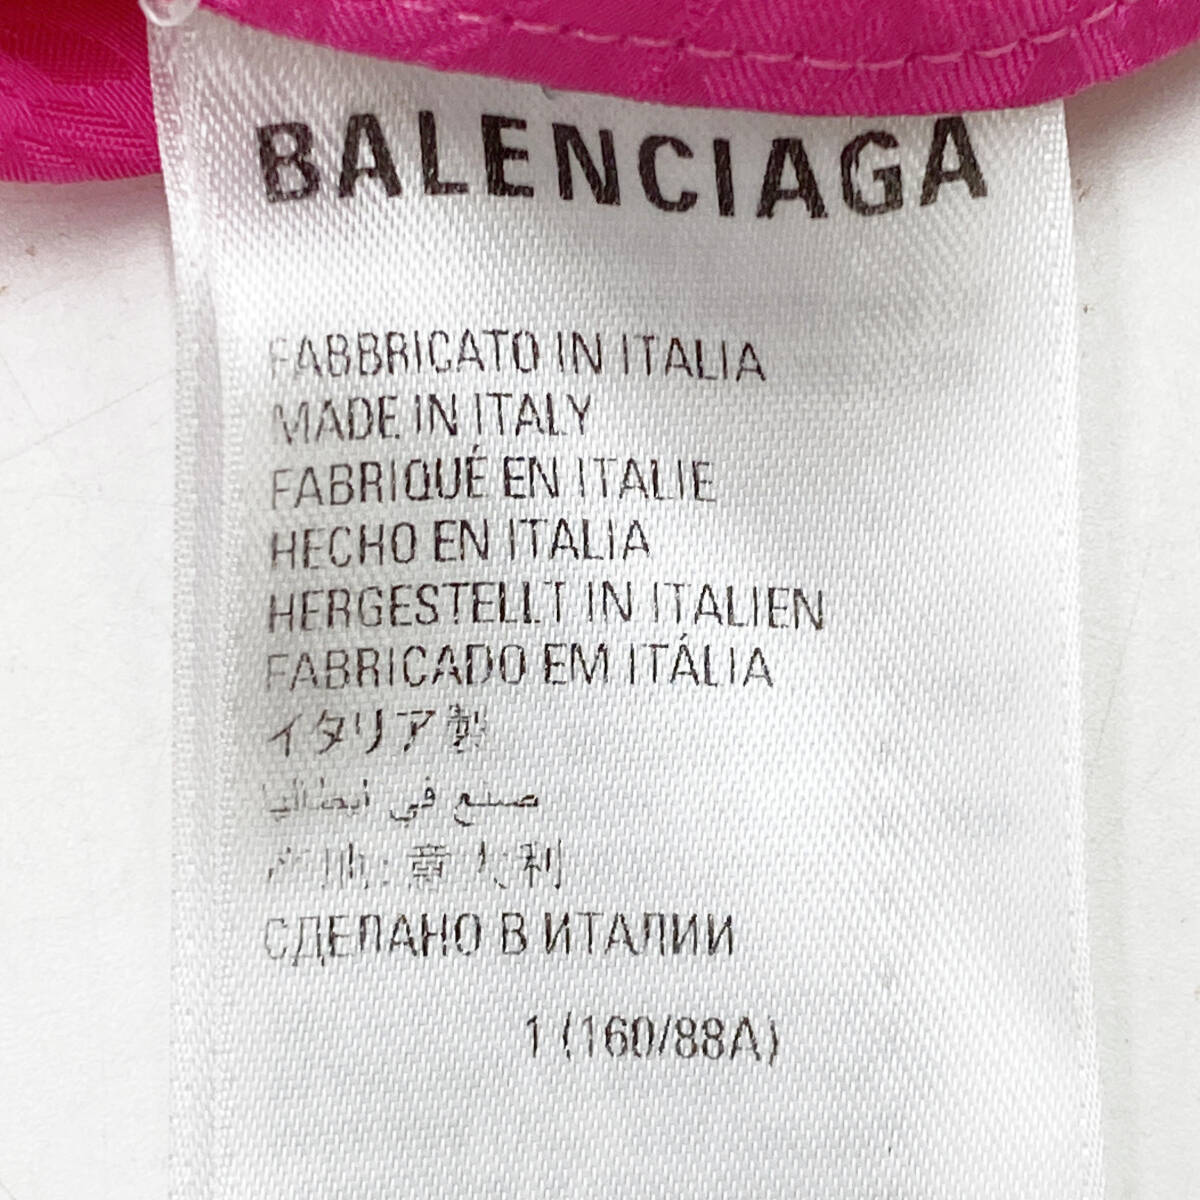 BALENCIAGA
FABBRICATO IN ITALIA
MADE IN ITALY
FABRIQUÉ EN ITALIE
HECHO EN ITALIA
HERGESTELLT IN ITALIEN
FABRICADO EM ITÁLIA
イタリア製
صنع في ايطاليا
产地:意大利
СДЕЛАНО В ИТАЛИИ
1 (160/88A)